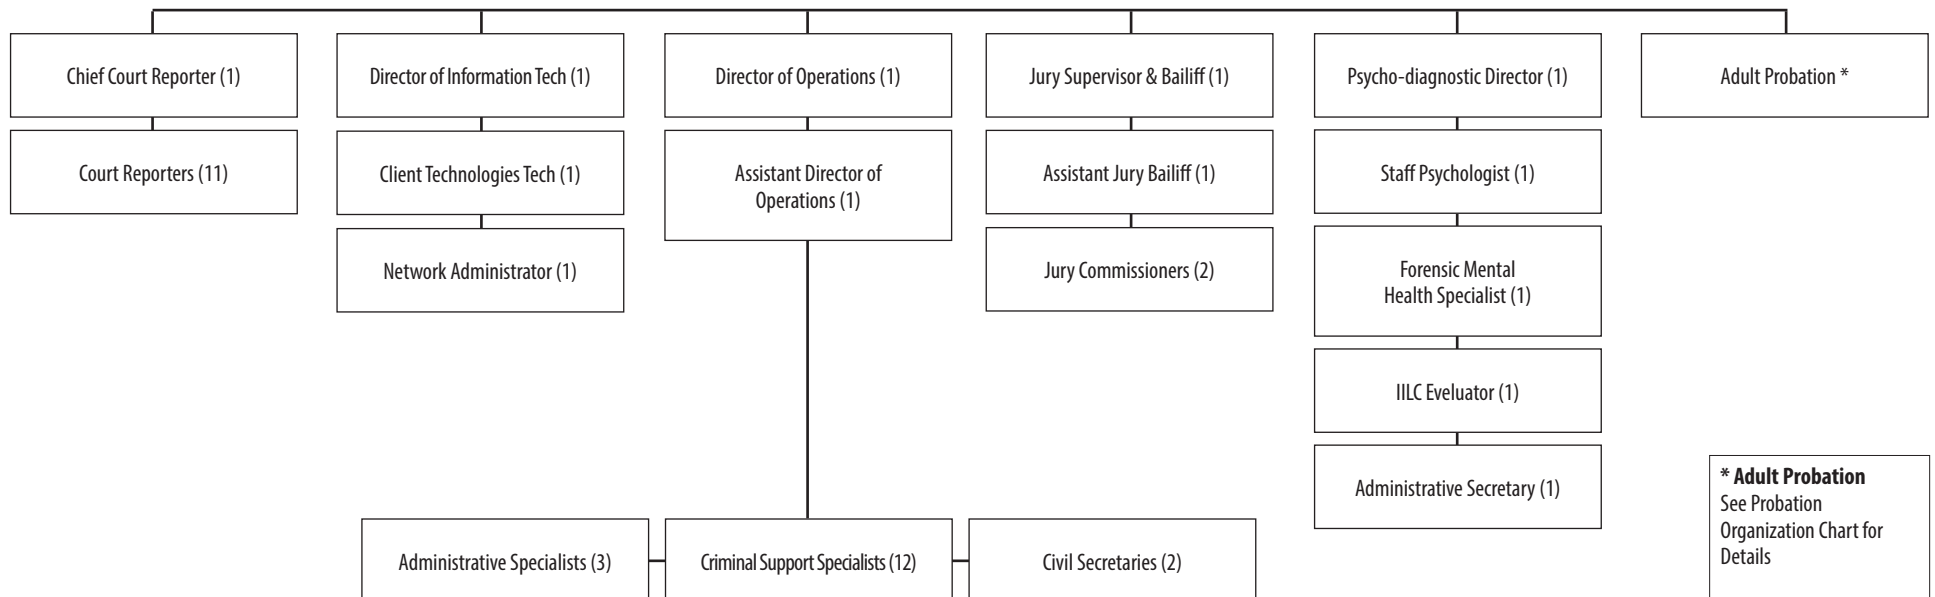 Chief Court Reporter (1)
Director of Information Tech (1)
Director of Operations (1)
Jury Supervisor & Bailiff (1)
Psycho-diagnostic Director (1)
Adult Probation *
Court Reporters (11)
Client Technologies Tech (1)
Assistant Director of
Operations (1)
Assistant Jury Bailiff (1)
Staff Psychologist (1)
Network Administrator (1)
Jury Commissioners (2)
Forensic Mental
Health Specialist (1)
IILC Eveluator (1)
Administrative Secretary (1)
Administrative Specialists (3)
Criminal Support Specialists (12)
Civil Secretaries (2)
* Adult Probation
See Probation
Organization Chart for
Details